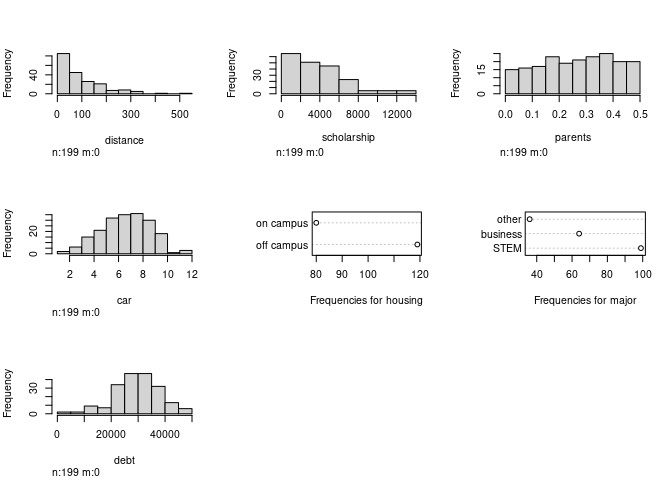 Frequency
0 40
0 100 300 500
distance
n:199 m:0
Frequency
0 30
0 4000 8000 12000
scholarship
n:199 m:0
Frequency
0 15
0.0 0.1 0.2 0.3 0.4 0.5
parents
n:199 m:0
Frequency
0 20
2 4 6 8 10 12
car
n:199 m:0
on campus
off campus
80 90 100 120
Frequencies for housing
other
business
STEM
40 60 80 100
Frequencies for major
Frequency
0 30
0 20000 40000
debt
n:199 m:0